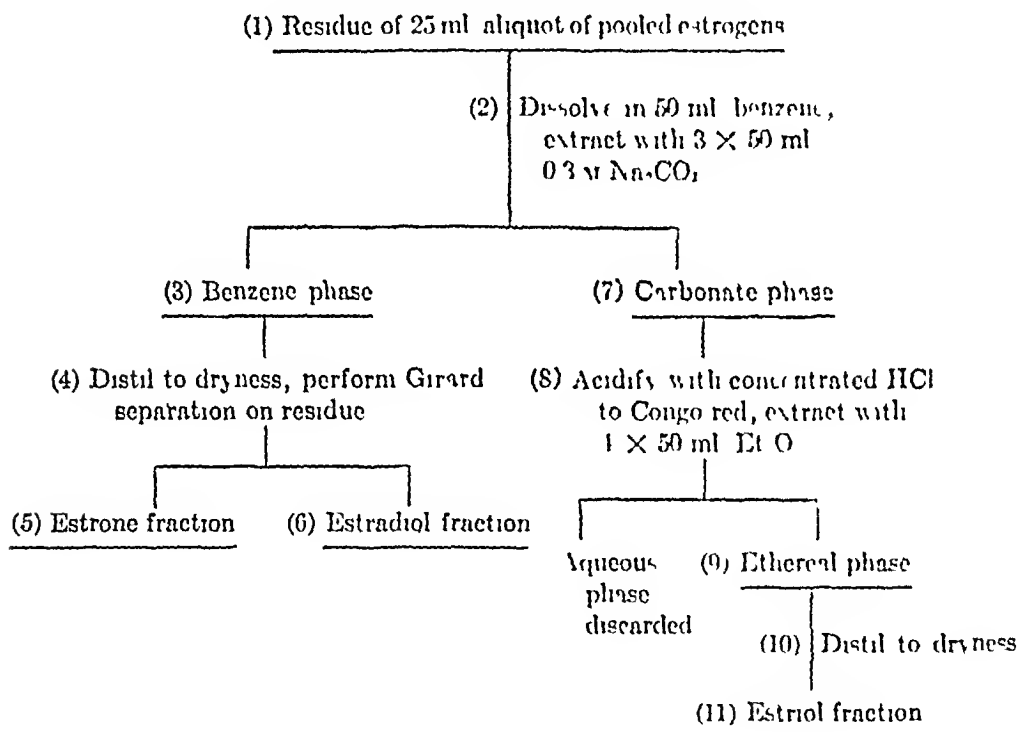 (1) Residue of 25 ml aliquot of pooled estrogens
(2) Dissolve in 50 ml benzene,
extract with 3 × 50 ml
0.3 M Na₂CO₃
(3) Benzene phase
(7) Carbonate phase
(4) Distil to dryness, perform Girard
separation on residue
(8) Acidify with concentrated HCl
to Congo red, extract with
× 50 ml Et O
(5) Estrone fraction
(6) Estradiol fraction
Aqueous
phase
discarded
(9) Ethereal phase
(10) Distil to dryness
(11) Estriol fraction